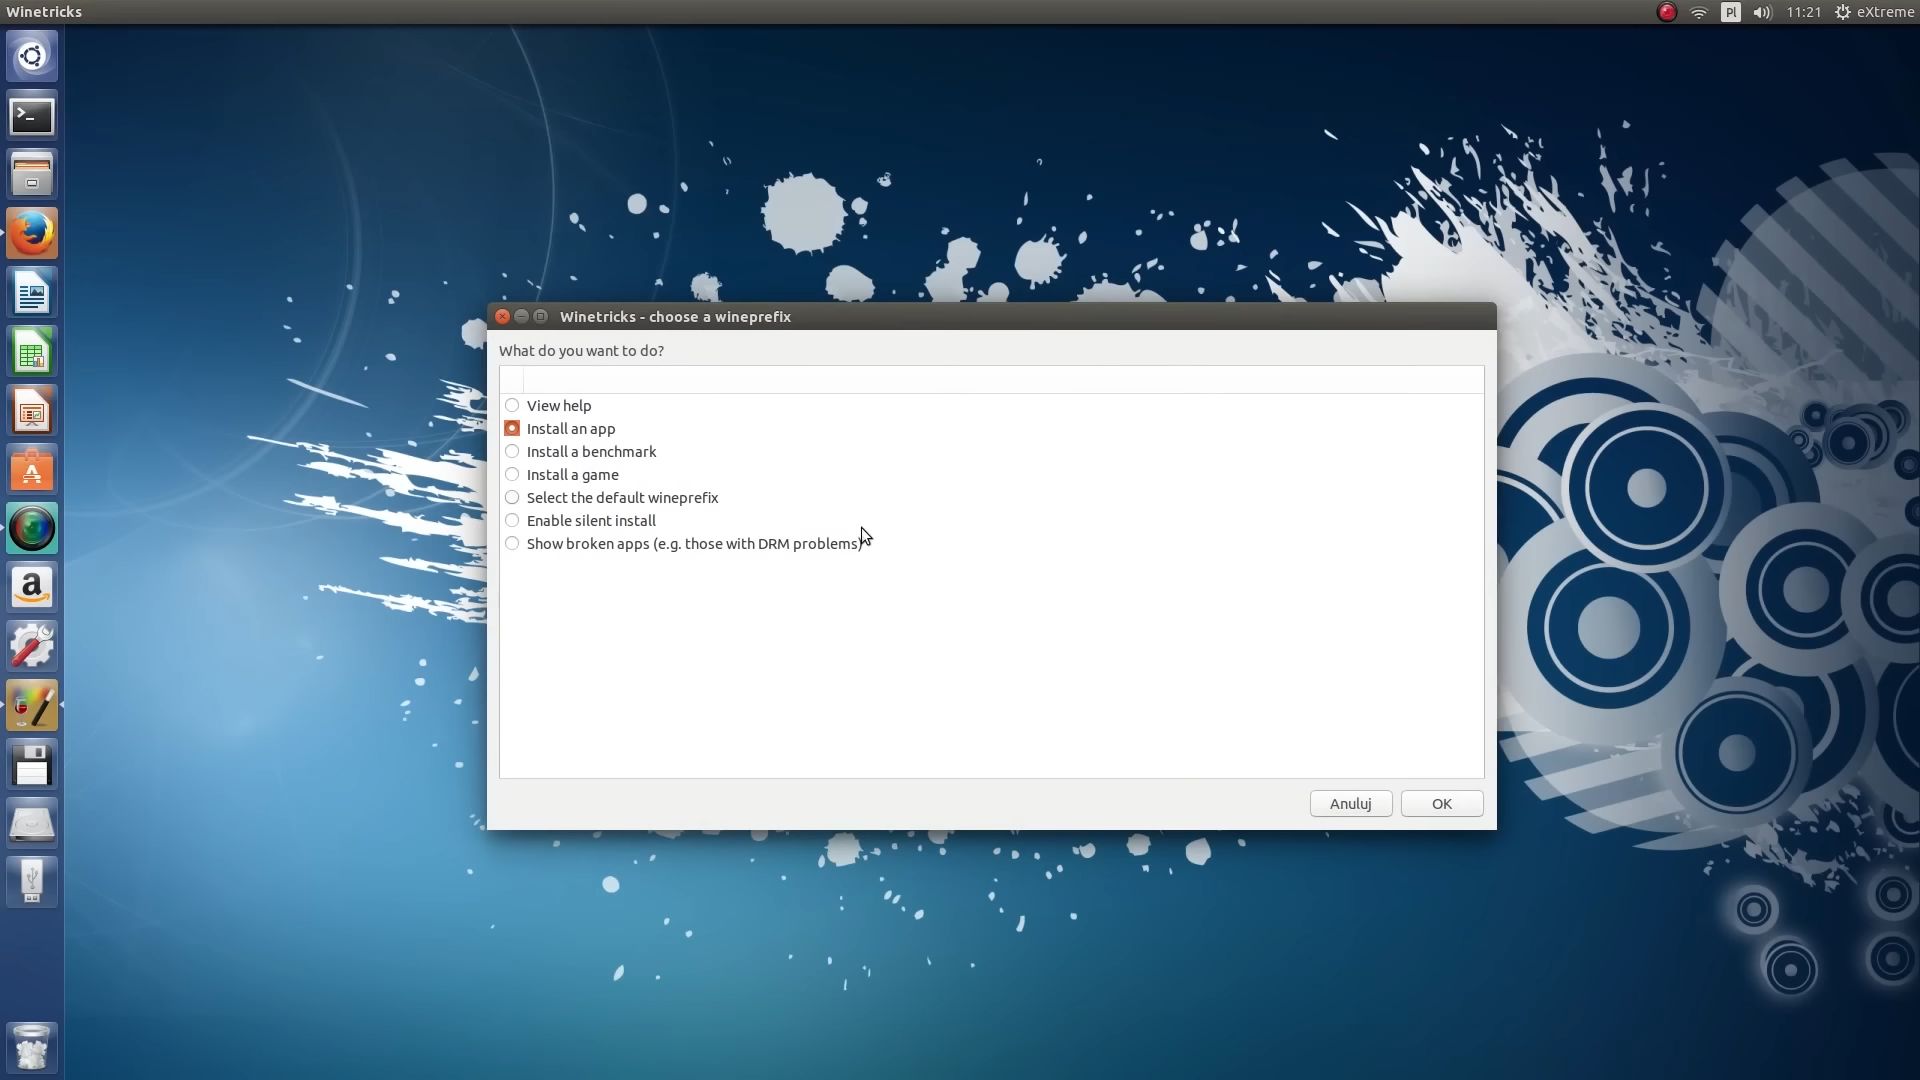 Winetricks
Pl
11:21
eXtreme
Winetricks - choose a wineprefix
What do you want to do?
View help
Install an app
Install a benchmark
Install a game
Select the default wineprefix
Enable silent install
Show broken apps (e.g. those with DRM problems)
Anuluj
OK